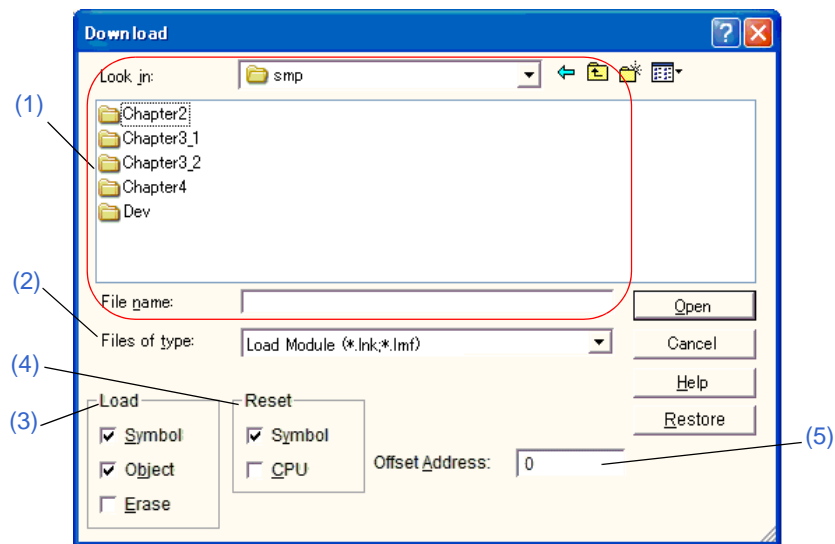 Download
Look in: smp
(1)
Chapter2
Chapter3_1
Chapter3_2
Chapter4
Dev
(2)
File name:
Open
Files of type: Load Module (*.lnk;*.lmf)
Cancel
(4)
Help
Load
Reset
Restore
(3)
Symbol
Symbol
(5)
Object
CPU
Offset Address: 0
Erase